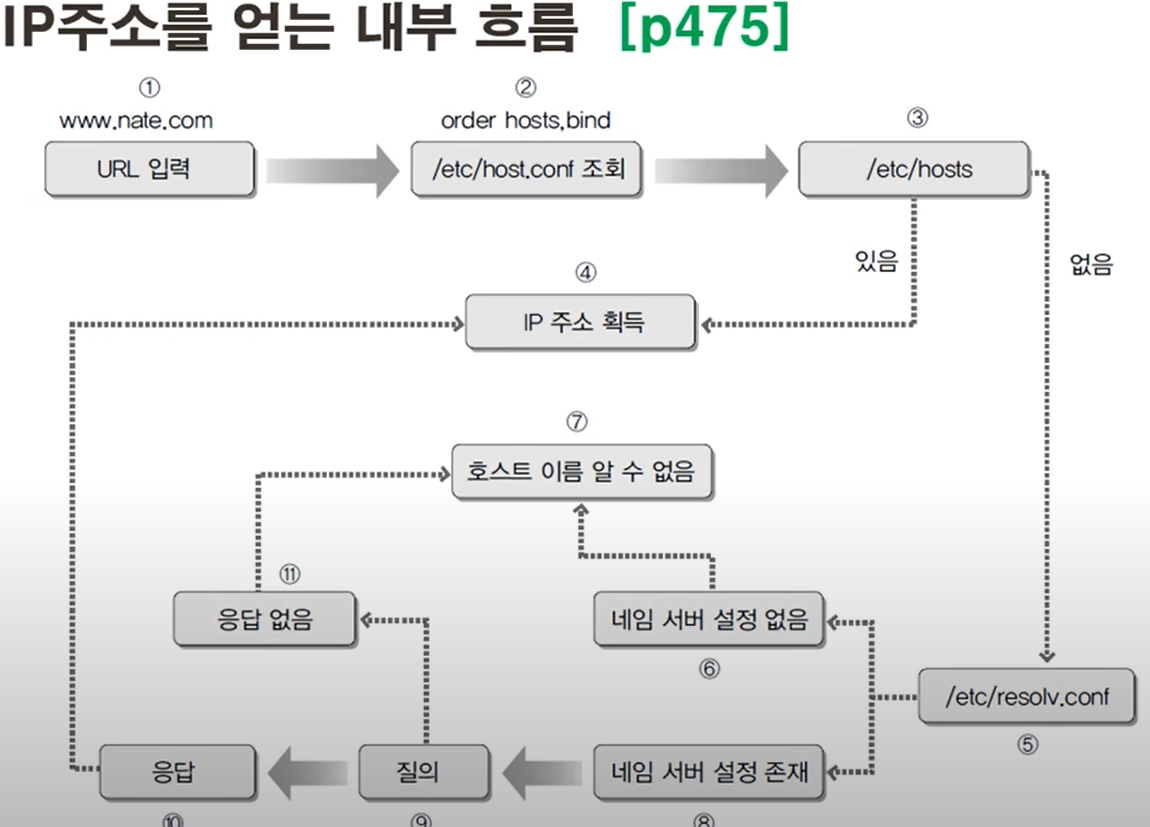 IP주소를 얻는 내부 흐름 [p475]
① ②
www.nate.com order hosts,bind ③
URL 입력 /etc/host.conf 조회 /etc/hosts
있음 없음
④
IP 주소 획득
⑦
호스트 이름 알 수 없음
⑪
응답 없음 네임 서버 설정 없음
⑥
/etc/resolv.conf
⑤
응답 질의 네임 서버 설정 존재
⑩ ⑨ ⑧